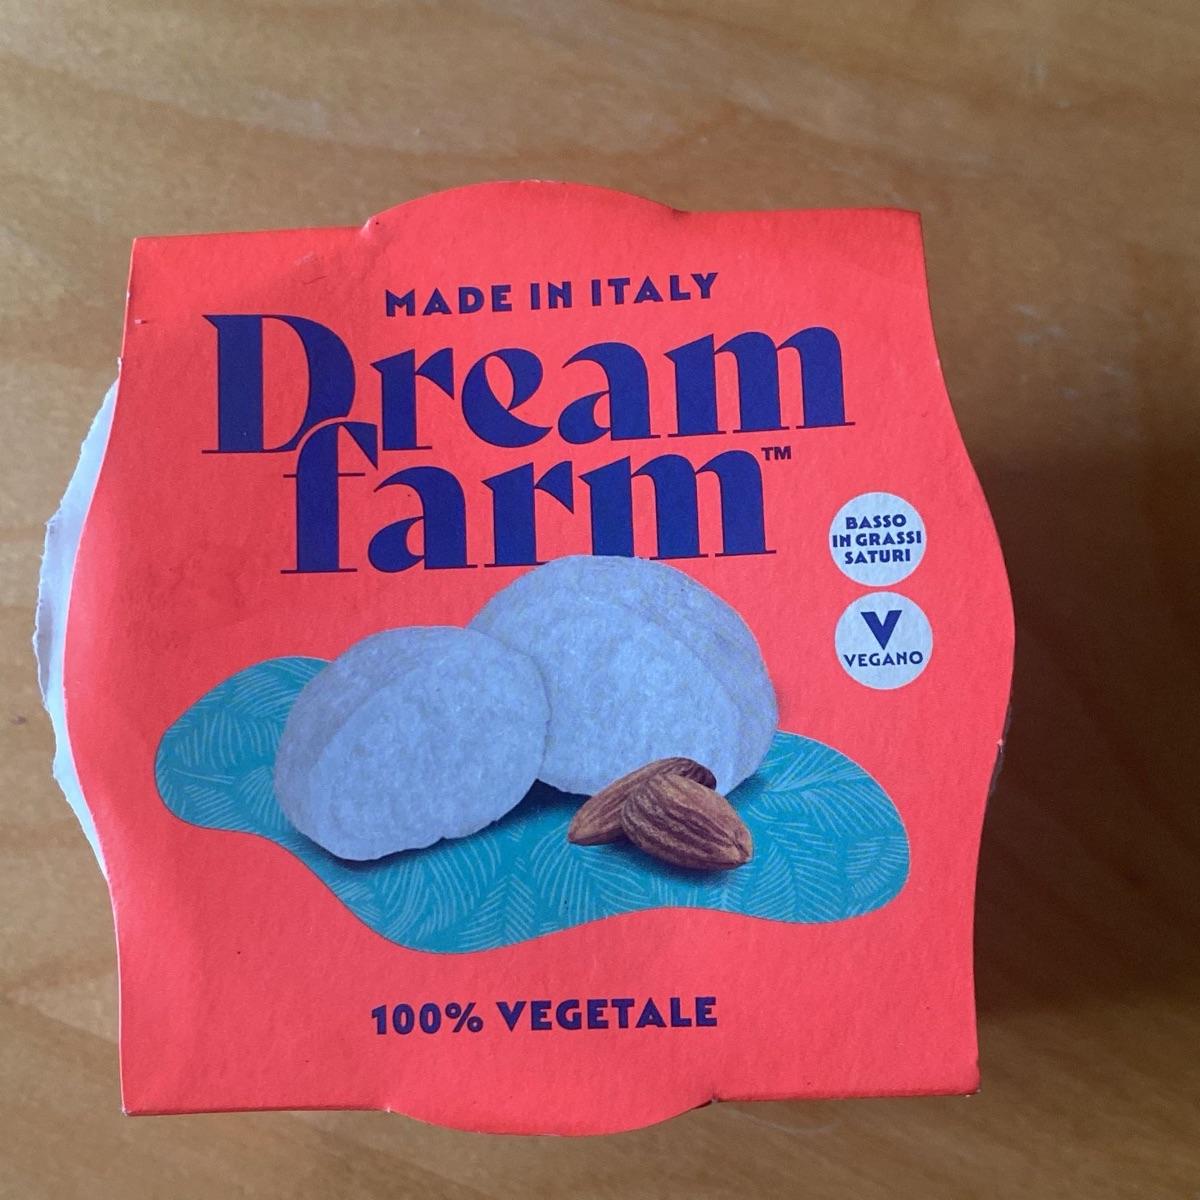 MADE IN ITALY
Dream
farm™
BASSO
IN GRASSI
SATURI
V
VEGANO
100% VEGETALE